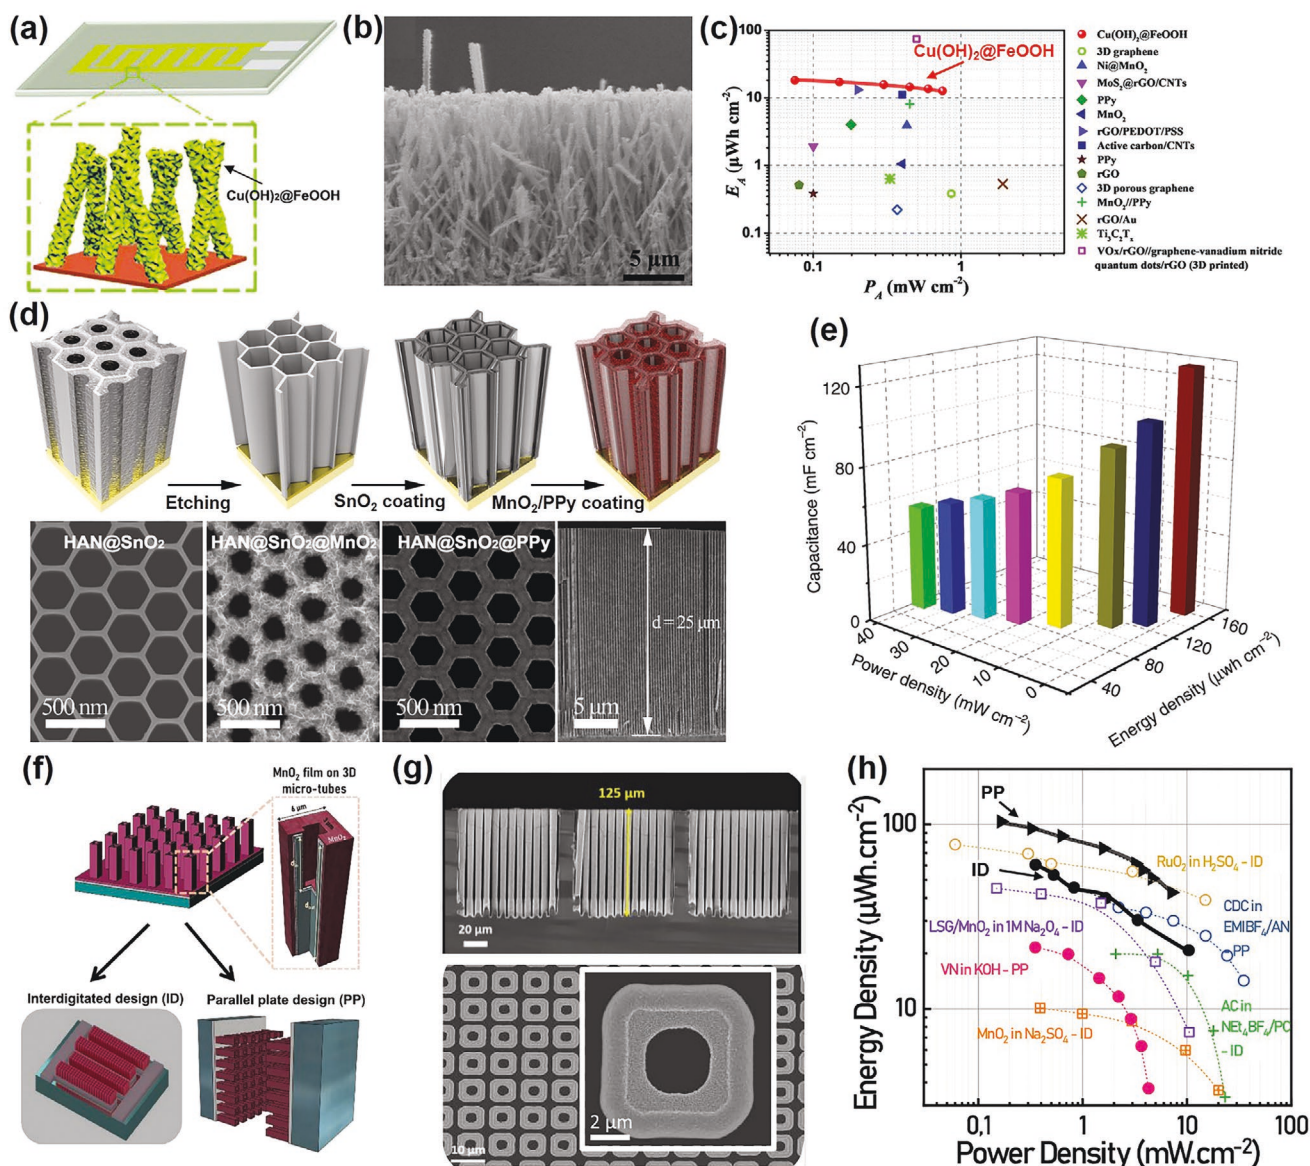 (a)
Cu(OH)₂@FeOOH
(b)
5 μm
(c)
E_A (μWh cm⁻²)
100
10
1
0.1
0.1
1
P_A (mW cm⁻²)
Cu(OH)₂@FeOOH
Cu(OH)₂@FeOOH
3D graphene
Ni@MnO₂
MoS₂@rGO/CNTs
PPy
MnO₂
rGO/PEDOT/PSS
Active carbon/CNTs
PPy
rGO
3D porous graphene
MnO₂//PPy
rGO/Au
Ti₃C₂Tₓ
VOx/rGO//graphene-vanadium nitride
quantum dots/rGO (3D printed)
(d)
Etching
SnO₂ coating
MnO₂/PPy coating
HAN@SnO₂
500 nm
HAN@SnO₂@MnO₂
500 nm
HAN@SnO₂@PPy
500 nm
d = 25 μm
5 μm
(e)
Capacitance (mF cm⁻²)
120
80
40
0
40
30
20
10
0
Power density (mW cm⁻²)
40
80
120
160
Energy density (μwh cm⁻²)
(f)
MnO₂ film on 3D
micro-tubes
6 μm
MnO₂
Interdigitated design (ID)
Parallel plate design (PP)
(g)
125 μm
20 μm
10 μm
2 μm
(h)
Energy Density (μWh.cm⁻²)
100
10
0,1
1
10
100
Power Density (mW.cm⁻²)
PP
ID
RuO₂ in H₂SO₄ – ID
CDC in
EMIBF₄/AN
PP
LSG/MnO₂ in 1M Na₂O₄ – ID
VN in KOH – PP
AC in
NEt₄BF₄/PC
– ID
MnO₂ in Na₂SO₄ – ID